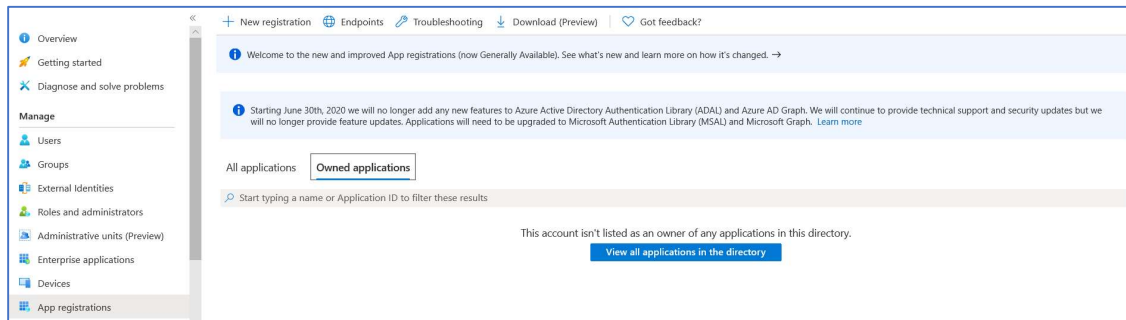 «
Overview
Getting started
Diagnose and solve problems
Manage
Users
Groups
External Identities
Roles and administrators
Administrative units (Preview)
Enterprise applications
Devices
App registrations
New registration Endpoints Troubleshooting Download (Preview) Got feedback?
Welcome to the new and improved App registrations (now Generally Available). See what's new and learn more on how it's changed. →
Starting June 30th, 2020 we will no longer add any new features to Azure Active Directory Authentication Library (ADAL) and Azure AD Graph. We will continue to provide technical support and security updates but we
will no longer provide feature updates. Applications will need to be upgraded to Microsoft Authentication Library (MSAL) and Microsoft Graph. Learn more
All applications Owned applications
Start typing a name or Application ID to filter these results
This account isn't listed as an owner of any applications in this directory.
View all applications in the directory